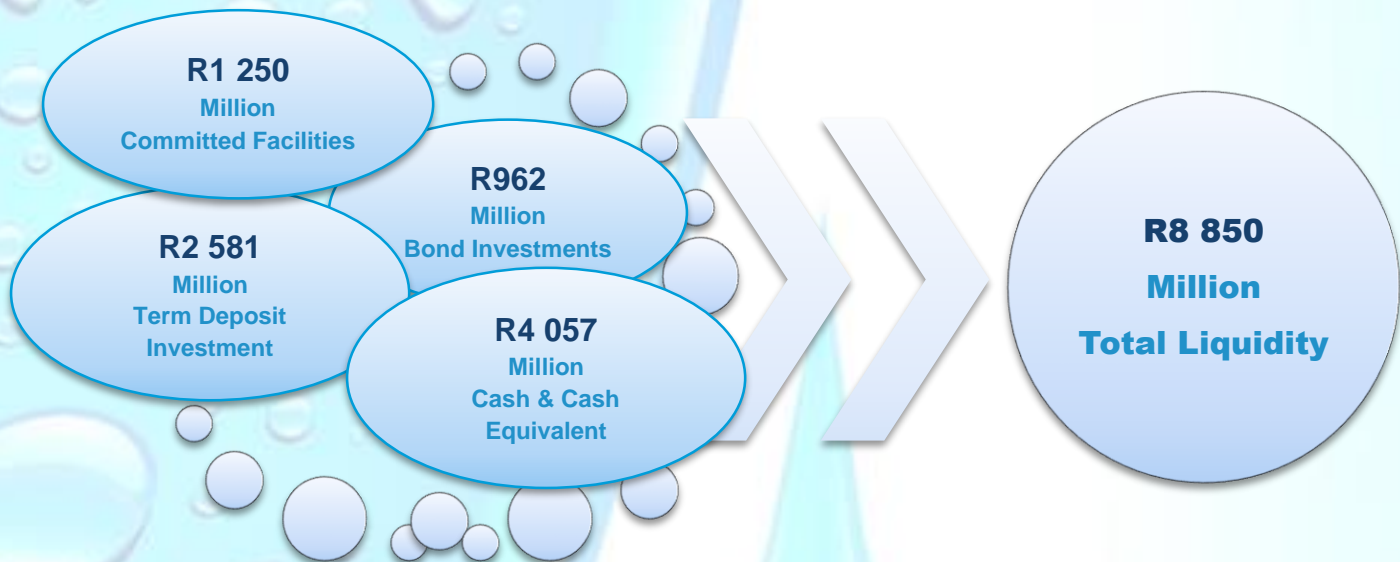 R1 250
Million
Committed Facilities
R962
Million
Bond Investments
R2 581
Million
Term Deposit
Investment
R4 057
Million
Cash & Cash
Equivalent
R8 850
Million
Total Liquidity